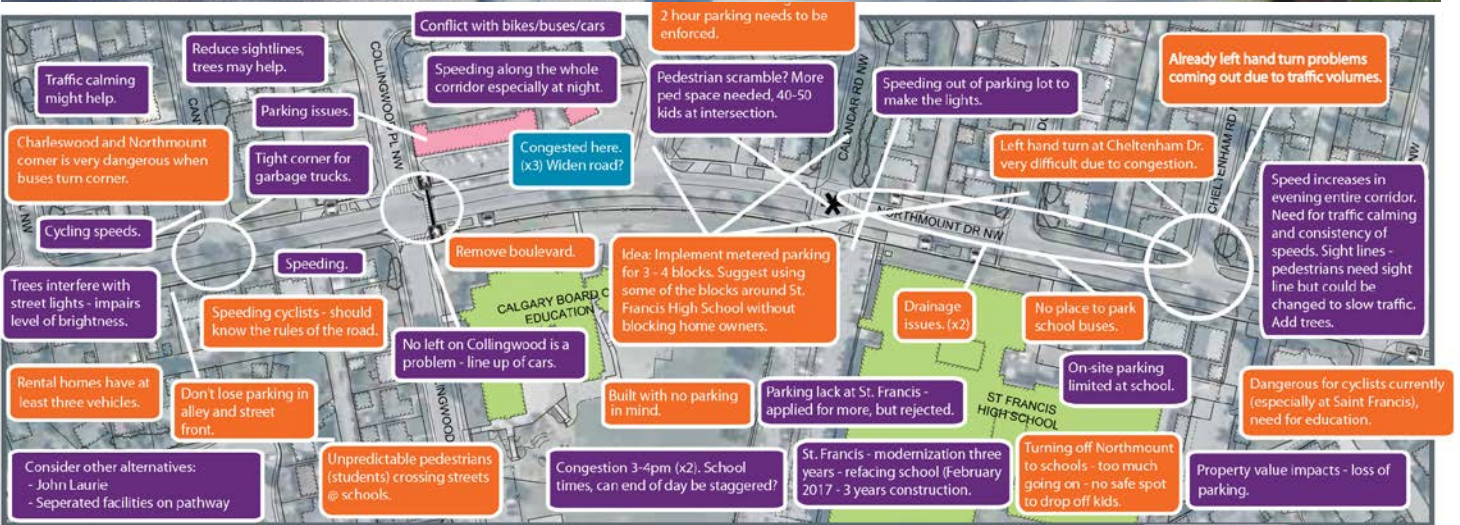 Conflict with bikes/buses/cars
2 hour parking needs to be
enforced.
Reduce sightlines,
trees may help.
Traffic calming
might help.
Speeding along the whole
corridor especially at night.
Pedestrian scramble? More
ped space needed, 40-50
kids at intersection.
Speeding out of parking lot to
make the lights.
Already left hand turn problems
coming out due to traffic volumes.
Parking issues.
COLLINGWOOD PL NW
Charleswood and Northmount
corner is very dangerous when
buses turn corner.
Tight corner for
garbage trucks.
Congested here.
(x3) Widen road?
CALANDAR RD NW
Left hand turn at Cheltenham Dr.
very difficult due to congestion.
CHELTENHAM RD
NW
Speed increases in
evening entire corridor.
Need for traffic calming
and consistency of
speeds. Sight lines -
pedestrians need sight
line but could be
changed to slow traffic.
Add trees.
Cycling speeds.
NW
NORTHMOUNT DR NW
Speeding.
Remove boulevard.
Idea: Implement metered parking
for 3 - 4 blocks. Suggest using
some of the blocks around St.
Francis High School without
blocking home owners.
Trees interfere with
street lights - impairs
level of brightness.
Speeding cyclists - should
know the rules of the road.
CALGARY BOARD O
EDUCATION
Drainage
issues. (x2)
No place to park
school buses.
No left on Collingwood is a
problem - line up of cars.
Rental homes have at
least three vehicles.
Don't lose parking in
alley and street
front.
INGWOOD
Built with no parking
in mind.
Parking lack at St. Francis -
applied for more, but rejected.
On-site parking
limited at school.
ST FRANCIS
HIGH SCHOOL
Dangerous for cyclists currently
(especially at Saint Francis),
need for education.
Consider other alternatives:
- John Laurie
- Seperated facilities on pathway
Unpredictable pedestrians
(students) crossing streets
@ schools.
Congestion 3-4pm (x2). School
times, can end of day be staggered?
St. Francis - modernization three
years - refacing school (February
2017 - 3 years construction.
Turning off Northmount
to schools - too much
going on - no safe spot
to drop off kids.
Property value impacts - loss of
parking.